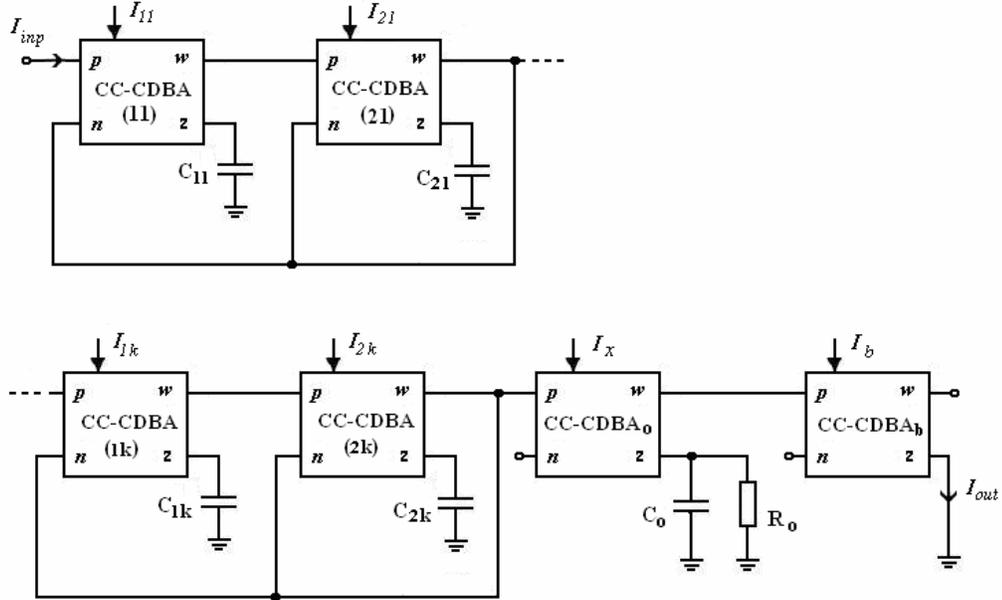 I11 I21
Iinp
p w p w
CC-CDBA CC-CDBA
(11) (21)
n z n z
C11 C21
I1k I2k Ix Ib
p w p w p w p w
CC-CDBA CC-CDBA CC-CDBAo CC-CDBAb
(1k) (2k)
n z n z n z n z
C1k C2k Co Ro Iout